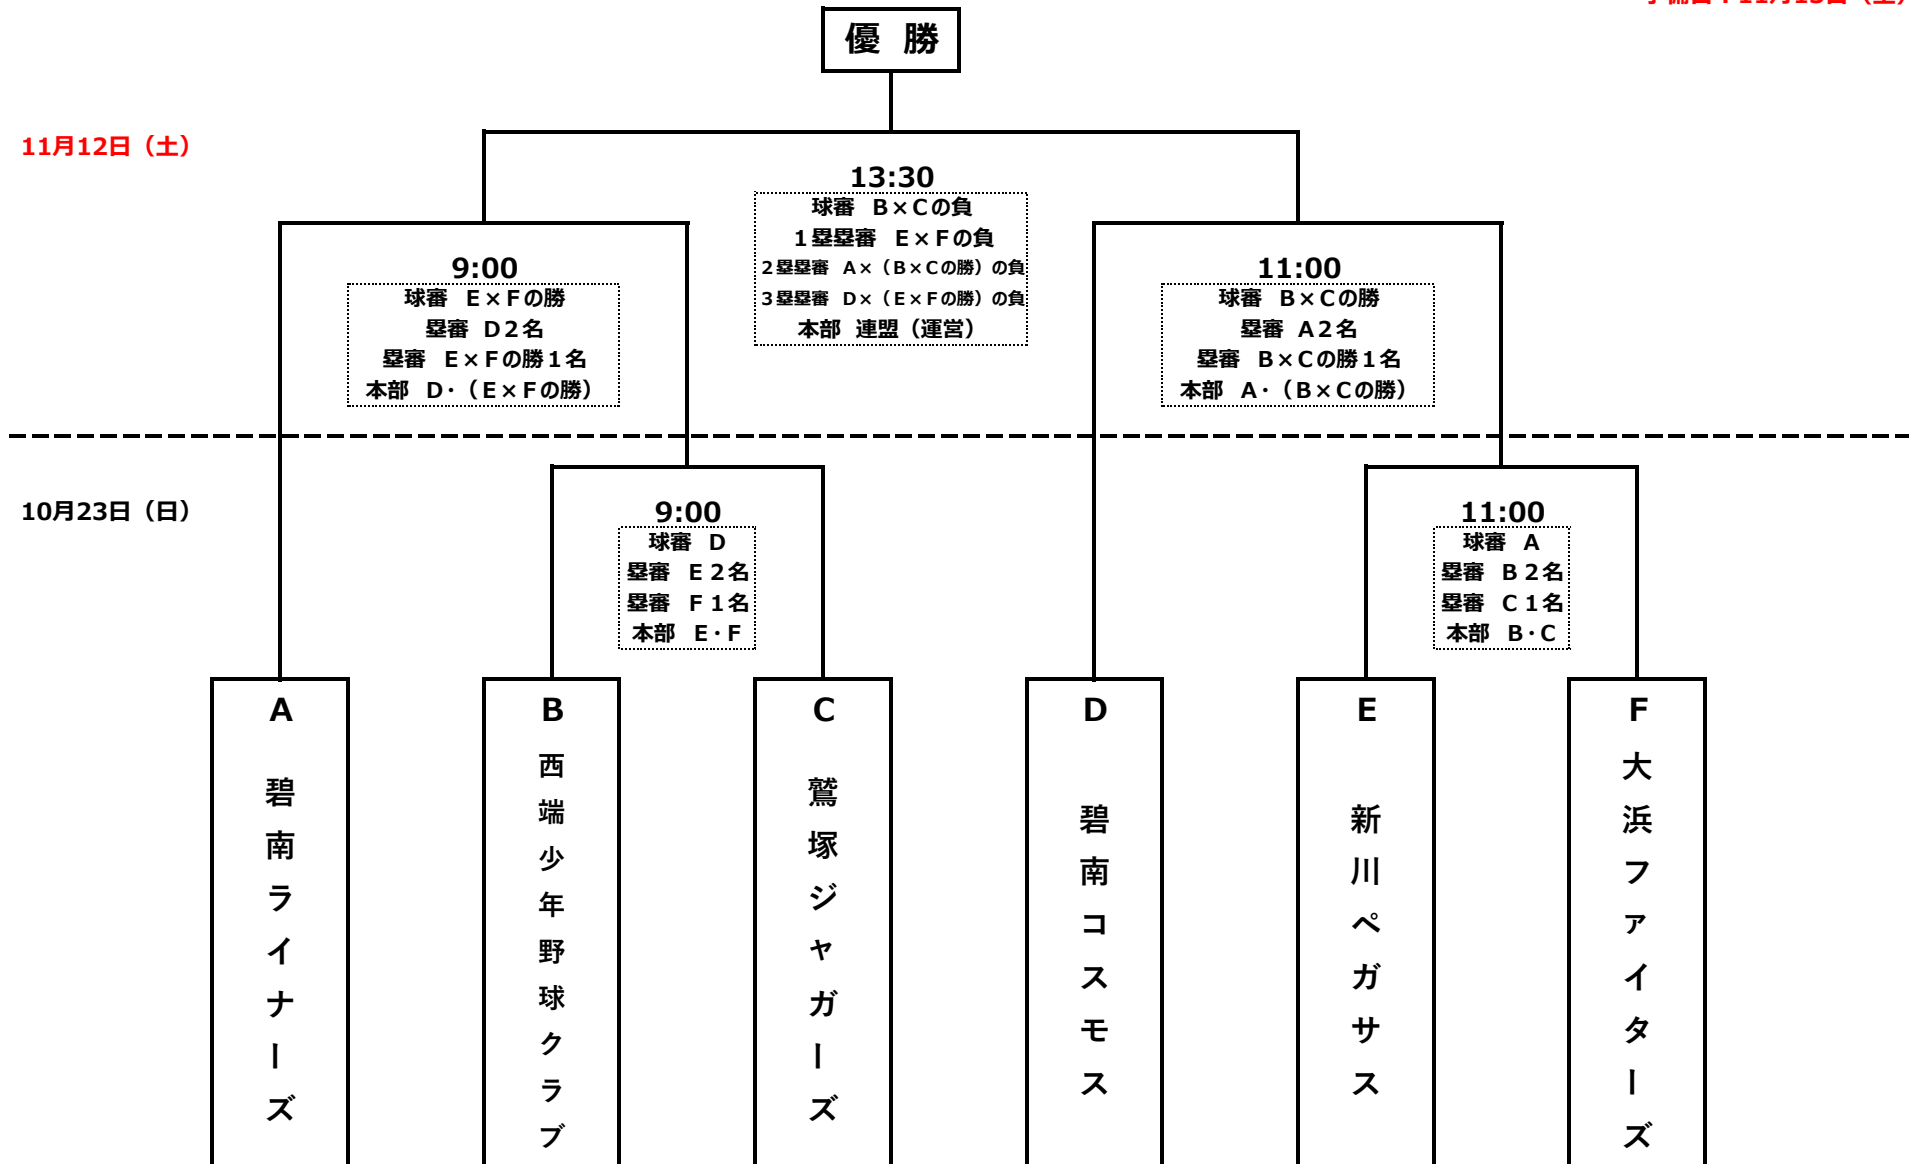 優 勝
11月12日（土）
13:30
球審 B×Cの負
1塁塁審 E×Fの負
2塁塁審 A×（B×Cの勝）の負
3塁塁審 D×（E×Fの勝）の負
本部 連盟（運営）
9:00
球審 E×Fの勝
塁審 D2名
塁審 E×Fの勝1名
本部 D・（E×Fの勝）
11:00
球審 B×Cの勝
塁審 A2名
塁審 B×Cの勝1名
本部 A・（B×Cの勝）
10月23日（日）
9:00
球審 D
塁審 E2名
塁審 F1名
本部 E・F
11:00
球審 A
塁審 B2名
塁審 C1名
本部 B・C
A
碧南ライナーズ
B
西端少年野球クラブ
C
鷲塚ジャガーズ
D
碧南コスモス
E
新川ペガサス
F
大浜ファイターズ